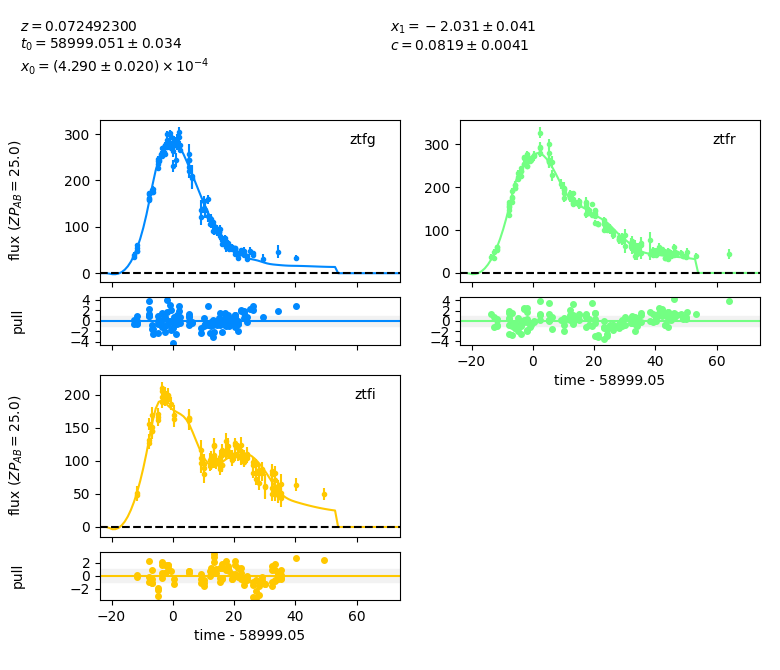 z = 0.072492300
t₀ = 58999.051 ± 0.034
x₀ = (4.290 ± 0.020) × 10⁻⁴
x₁ = −2.031 ± 0.041
c = 0.0819 ± 0.0041
flux (ZP_AB = 25.0)
300
200
100
0
ztfg
pull
4
2
0
−2
−4
300
200
100
0
ztfr
4
2
0
−2
−4
−20 0 20 40 60
time - 58999.05
flux (ZP_AB = 25.0)
200
150
100
50
0
ztfi
pull
2
0
−2
−20 0 20 40 60
time - 58999.05